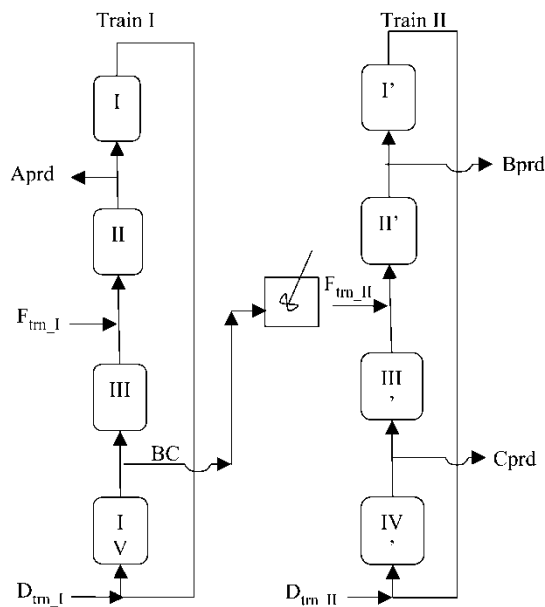 Train I
Train II
I
I’
Aprd
Bprd
II
II’
F_trn_I
F_trn_II
III
III
’
BC
Cprd
I
V
IV
’
D_trn_I
D_trn_II